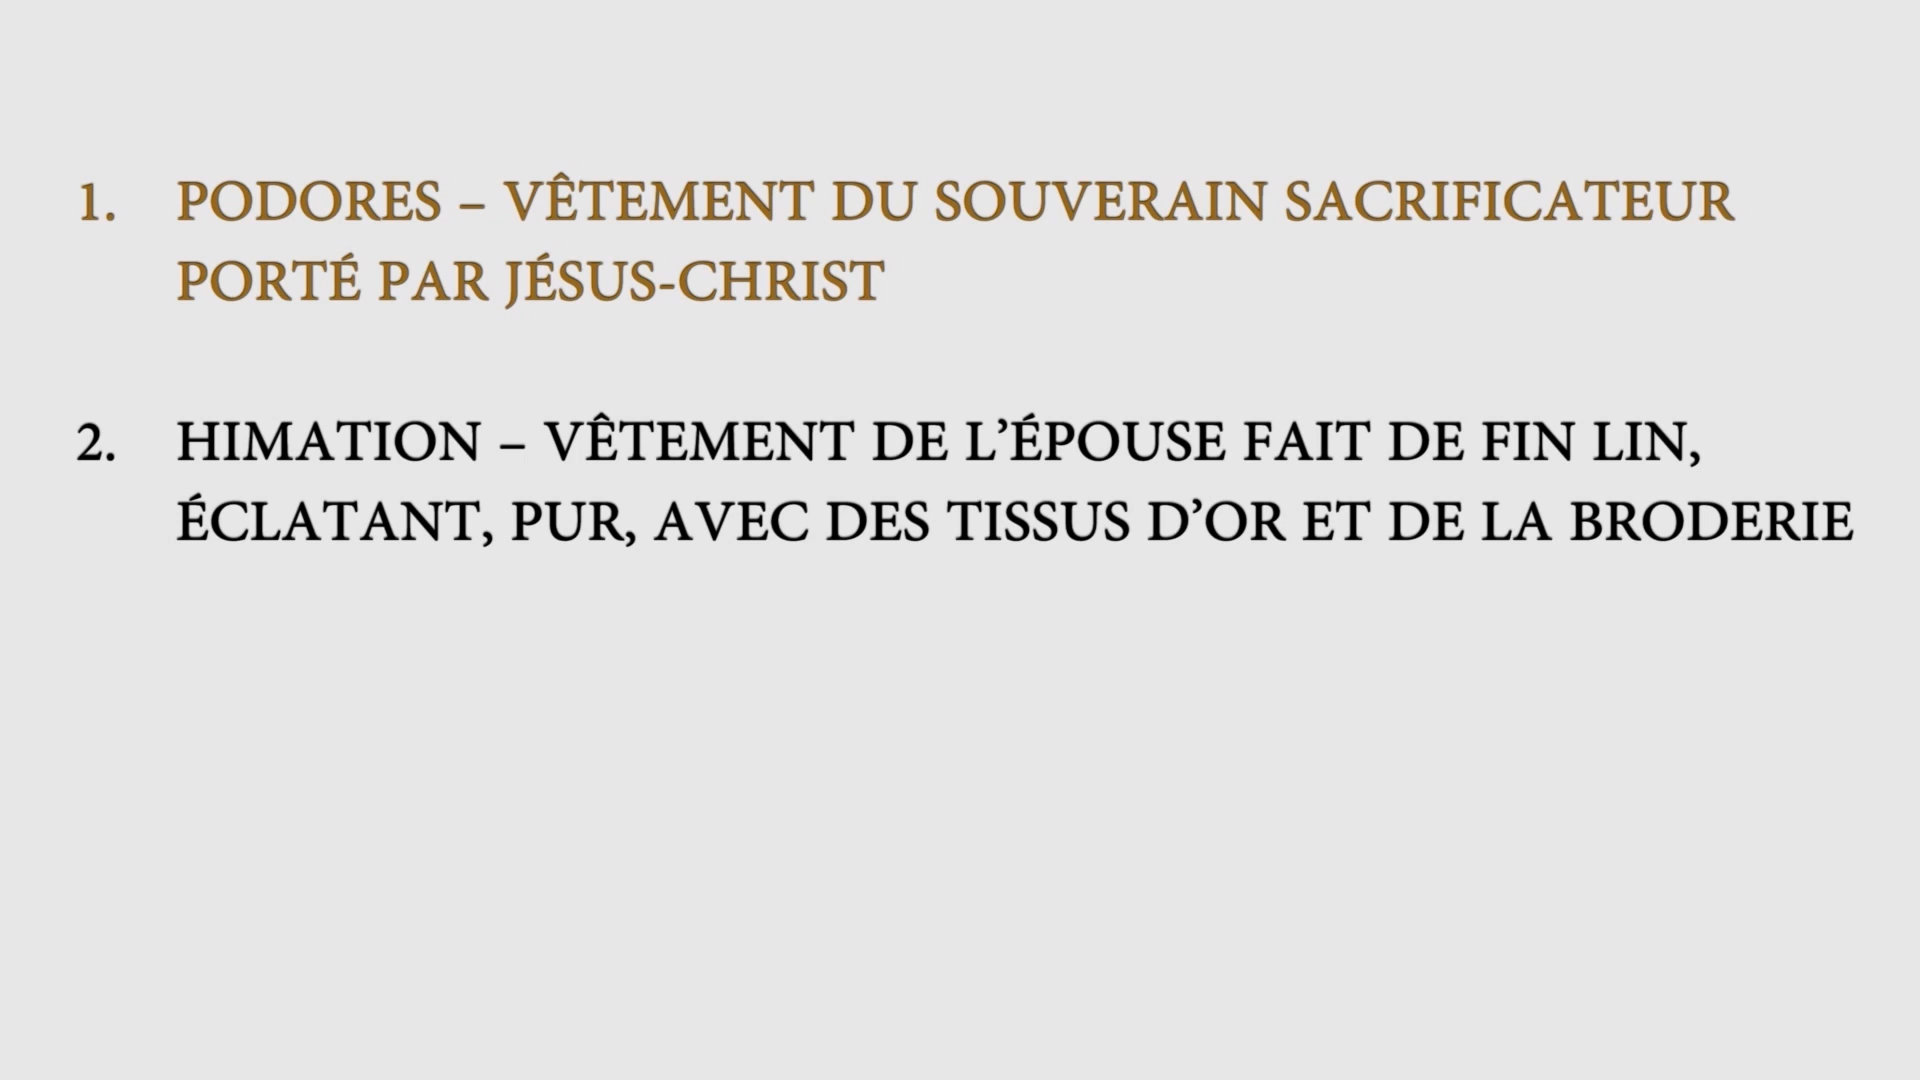 1. PODORES – VÊTEMENT DU SOUVERAIN SACRIFICATEUR
PORTÉ PAR JÉSUS-CHRIST
2. HIMATION – VÊTEMENT DE L’ÉPOUSE FAIT DE FIN LIN,
ÉCLATANT, PUR, AVEC DES TISSUS D’OR ET DE LA BRODERIE